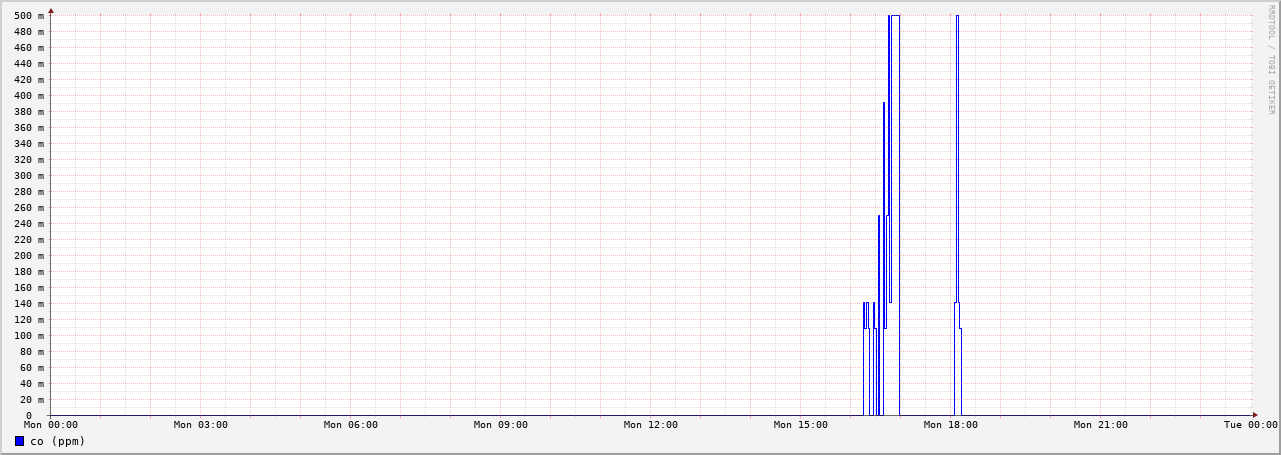 RRDTOOL / TOBI OETIKER
500 m
480 m
460 m
440 m
420 m
400 m
380 m
360 m
340 m
320 m
300 m
280 m
260 m
240 m
220 m
200 m
180 m
160 m
140 m
120 m
100 m
80 m
60 m
40 m
20 m
0
Mon 00:00 Mon 03:00 Mon 06:00 Mon 09:00 Mon 12:00 Mon 15:00 Mon 18:00 Mon 21:00 Tue 00:00
co (ppm)